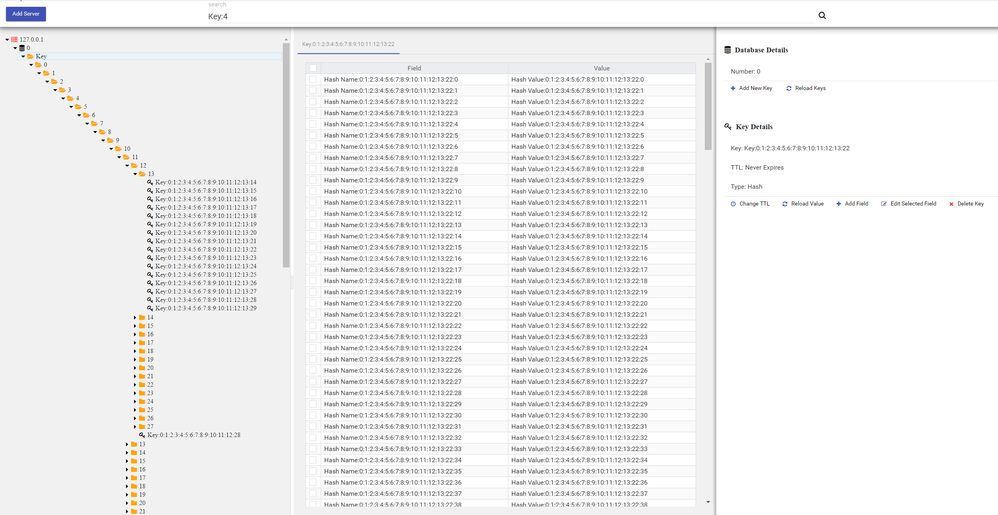 search
Add Server
Key:4
127.0.0.1
0
Key
0
1
2
3
4
5
6
7
8
9
10
11
12
13
Key:0:1:2:3:4:5:6:7:8:9:10:11:12:13:14
Key:0:1:2:3:4:5:6:7:8:9:10:11:12:13:15
Key:0:1:2:3:4:5:6:7:8:9:10:11:12:13:16
Key:0:1:2:3:4:5:6:7:8:9:10:11:12:13:17
Key:0:1:2:3:4:5:6:7:8:9:10:11:12:13:18
Key:0:1:2:3:4:5:6:7:8:9:10:11:12:13:19
Key:0:1:2:3:4:5:6:7:8:9:10:11:12:13:20
Key:0:1:2:3:4:5:6:7:8:9:10:11:12:13:21
Key:0:1:2:3:4:5:6:7:8:9:10:11:12:13:22
Key:0:1:2:3:4:5:6:7:8:9:10:11:12:13:23
Key:0:1:2:3:4:5:6:7:8:9:10:11:12:13:24
Key:0:1:2:3:4:5:6:7:8:9:10:11:12:13:25
Key:0:1:2:3:4:5:6:7:8:9:10:11:12:13:26
Key:0:1:2:3:4:5:6:7:8:9:10:11:12:13:27
Key:0:1:2:3:4:5:6:7:8:9:10:11:12:13:28
Key:0:1:2:3:4:5:6:7:8:9:10:11:12:13:29
14
15
16
17
18
19
20
21
22
23
24
25
26
27
Key:0:1:2:3:4:5:6:7:8:9:10:11:12:28
13
14
15
16
17
18
19
20
21
Key:0:1:2:3:4:5:6:7:8:9:10:11:12:13:22
Field Value
Hash Name:0:1:2:3:4:5:6:7:8:9:10:11:12:13:22:0 Hash Value:0:1:2:3:4:5:6:7:8:9:10:11:12:13:22:0
Hash Name:0:1:2:3:4:5:6:7:8:9:10:11:12:13:22:1 Hash Value:0:1:2:3:4:5:6:7:8:9:10:11:12:13:22:1
Hash Name:0:1:2:3:4:5:6:7:8:9:10:11:12:13:22:2 Hash Value:0:1:2:3:4:5:6:7:8:9:10:11:12:13:22:2
Hash Name:0:1:2:3:4:5:6:7:8:9:10:11:12:13:22:3 Hash Value:0:1:2:3:4:5:6:7:8:9:10:11:12:13:22:3
Hash Name:0:1:2:3:4:5:6:7:8:9:10:11:12:13:22:4 Hash Value:0:1:2:3:4:5:6:7:8:9:10:11:12:13:22:4
Hash Name:0:1:2:3:4:5:6:7:8:9:10:11:12:13:22:5 Hash Value:0:1:2:3:4:5:6:7:8:9:10:11:12:13:22:5
Hash Name:0:1:2:3:4:5:6:7:8:9:10:11:12:13:22:6 Hash Value:0:1:2:3:4:5:6:7:8:9:10:11:12:13:22:6
Hash Name:0:1:2:3:4:5:6:7:8:9:10:11:12:13:22:7 Hash Value:0:1:2:3:4:5:6:7:8:9:10:11:12:13:22:7
Hash Name:0:1:2:3:4:5:6:7:8:9:10:11:12:13:22:8 Hash Value:0:1:2:3:4:5:6:7:8:9:10:11:12:13:22:8
Hash Name:0:1:2:3:4:5:6:7:8:9:10:11:12:13:22:9 Hash Value:0:1:2:3:4:5:6:7:8:9:10:11:12:13:22:9
Hash Name:0:1:2:3:4:5:6:7:8:9:10:11:12:13:22:10 Hash Value:0:1:2:3:4:5:6:7:8:9:10:11:12:13:22:10
Hash Name:0:1:2:3:4:5:6:7:8:9:10:11:12:13:22:11 Hash Value:0:1:2:3:4:5:6:7:8:9:10:11:12:13:22:11
Hash Name:0:1:2:3:4:5:6:7:8:9:10:11:12:13:22:12 Hash Value:0:1:2:3:4:5:6:7:8:9:10:11:12:13:22:12
Hash Name:0:1:2:3:4:5:6:7:8:9:10:11:12:13:22:13 Hash Value:0:1:2:3:4:5:6:7:8:9:10:11:12:13:22:13
Hash Name:0:1:2:3:4:5:6:7:8:9:10:11:12:13:22:14 Hash Value:0:1:2:3:4:5:6:7:8:9:10:11:12:13:22:14
Hash Name:0:1:2:3:4:5:6:7:8:9:10:11:12:13:22:15 Hash Value:0:1:2:3:4:5:6:7:8:9:10:11:12:13:22:15
Hash Name:0:1:2:3:4:5:6:7:8:9:10:11:12:13:22:16 Hash Value:0:1:2:3:4:5:6:7:8:9:10:11:12:13:22:16
Hash Name:0:1:2:3:4:5:6:7:8:9:10:11:12:13:22:17 Hash Value:0:1:2:3:4:5:6:7:8:9:10:11:12:13:22:17
Hash Name:0:1:2:3:4:5:6:7:8:9:10:11:12:13:22:18 Hash Value:0:1:2:3:4:5:6:7:8:9:10:11:12:13:22:18
Hash Name:0:1:2:3:4:5:6:7:8:9:10:11:12:13:22:19 Hash Value:0:1:2:3:4:5:6:7:8:9:10:11:12:13:22:19
Hash Name:0:1:2:3:4:5:6:7:8:9:10:11:12:13:22:20 Hash Value:0:1:2:3:4:5:6:7:8:9:10:11:12:13:22:20
Hash Name:0:1:2:3:4:5:6:7:8:9:10:11:12:13:22:21 Hash Value:0:1:2:3:4:5:6:7:8:9:10:11:12:13:22:21
Hash Name:0:1:2:3:4:5:6:7:8:9:10:11:12:13:22:22 Hash Value:0:1:2:3:4:5:6:7:8:9:10:11:12:13:22:22
Hash Name:0:1:2:3:4:5:6:7:8:9:10:11:12:13:22:23 Hash Value:0:1:2:3:4:5:6:7:8:9:10:11:12:13:22:23
Hash Name:0:1:2:3:4:5:6:7:8:9:10:11:12:13:22:24 Hash Value:0:1:2:3:4:5:6:7:8:9:10:11:12:13:22:24
Hash Name:0:1:2:3:4:5:6:7:8:9:10:11:12:13:22:25 Hash Value:0:1:2:3:4:5:6:7:8:9:10:11:12:13:22:25
Hash Name:0:1:2:3:4:5:6:7:8:9:10:11:12:13:22:26 Hash Value:0:1:2:3:4:5:6:7:8:9:10:11:12:13:22:26
Hash Name:0:1:2:3:4:5:6:7:8:9:10:11:12:13:22:27 Hash Value:0:1:2:3:4:5:6:7:8:9:10:11:12:13:22:27
Hash Name:0:1:2:3:4:5:6:7:8:9:10:11:12:13:22:28 Hash Value:0:1:2:3:4:5:6:7:8:9:10:11:12:13:22:28
Hash Name:0:1:2:3:4:5:6:7:8:9:10:11:12:13:22:29 Hash Value:0:1:2:3:4:5:6:7:8:9:10:11:12:13:22:29
Hash Name:0:1:2:3:4:5:6:7:8:9:10:11:12:13:22:30 Hash Value:0:1:2:3:4:5:6:7:8:9:10:11:12:13:22:30
Hash Name:0:1:2:3:4:5:6:7:8:9:10:11:12:13:22:31 Hash Value:0:1:2:3:4:5:6:7:8:9:10:11:12:13:22:31
Hash Name:0:1:2:3:4:5:6:7:8:9:10:11:12:13:22:32 Hash Value:0:1:2:3:4:5:6:7:8:9:10:11:12:13:22:32
Hash Name:0:1:2:3:4:5:6:7:8:9:10:11:12:13:22:33 Hash Value:0:1:2:3:4:5:6:7:8:9:10:11:12:13:22:33
Hash Name:0:1:2:3:4:5:6:7:8:9:10:11:12:13:22:34 Hash Value:0:1:2:3:4:5:6:7:8:9:10:11:12:13:22:34
Hash Name:0:1:2:3:4:5:6:7:8:9:10:11:12:13:22:35 Hash Value:0:1:2:3:4:5:6:7:8:9:10:11:12:13:22:35
Hash Name:0:1:2:3:4:5:6:7:8:9:10:11:12:13:22:36 Hash Value:0:1:2:3:4:5:6:7:8:9:10:11:12:13:22:36
Hash Name:0:1:2:3:4:5:6:7:8:9:10:11:12:13:22:37 Hash Value:0:1:2:3:4:5:6:7:8:9:10:11:12:13:22:37
Hash Name:0:1:2:3:4:5:6:7:8:9:10:11:12:13:22:38 Hash Value:0:1:2:3:4:5:6:7:8:9:10:11:12:13:22:38
Database Details
Number: 0
Add New Key Reload Keys
Key Details
Key: Key:0:1:2:3:4:5:6:7:8:9:10:11:12:13:22
TTL: Never Expires
Type: Hash
Change TTL Reload Value Add Field Edit Selected Field Delete Key